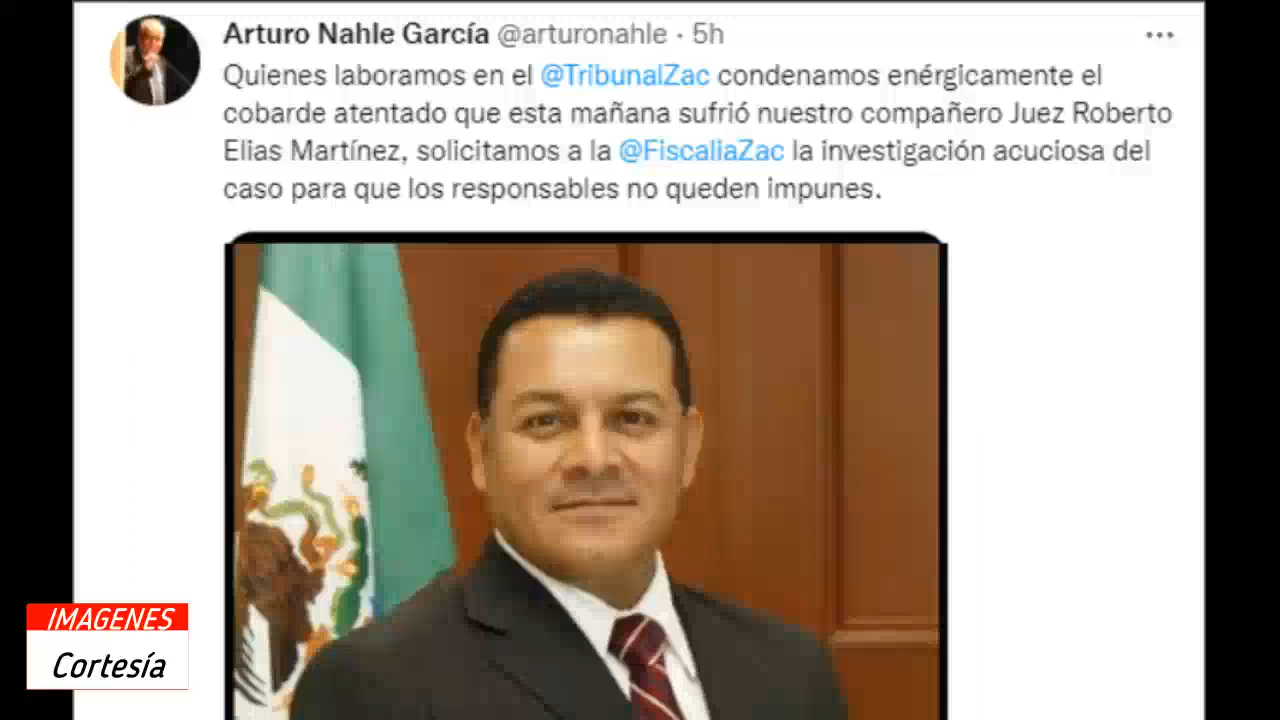 Arturo Nahle García @arturonahle · 5h
Quienes laboramos en el @TribunalZac condenamos enérgicamente el
cobarde atentado que esta mañana sufrió nuestro compañero Juez Roberto
Elias Martínez, solicitamos a la @FiscaliaZac la investigación acuciosa del
caso para que los responsables no queden impunes.
IMAGENES
Cortesía